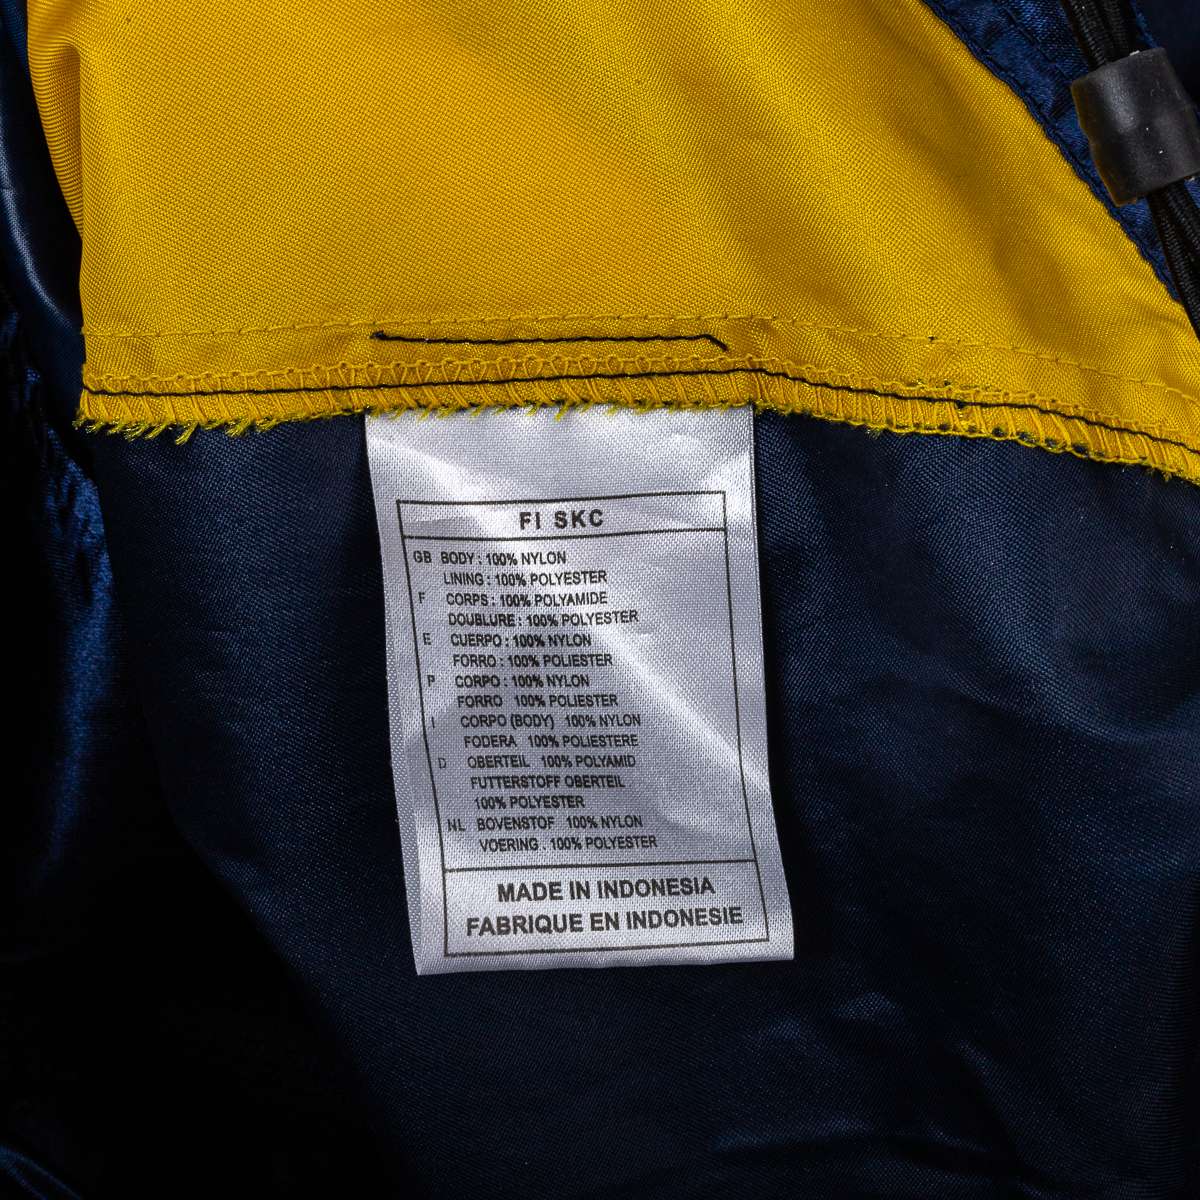 FI SKC
GB BODY : 100% NYLON
LINING : 100% POLYESTER
F CORPS : 100% POLYAMIDE
DOUBLURE : 100% POLYESTER
E CUERPO : 100% NYLON
FORRO : 100% POLIESTER
P CORPO : 100% NYLON
FORRO 100% POLIESTER
I CORPO (BODY) 100% NYLON
FODERA 100% POLIESTERE
D OBERTEIL 100% POLYAMID
FUTTERSTOFF OBERTEIL
100% POLYESTER
NL BOVENSTOF 100% NYLON
VOERING . 100% POLYESTER
MADE IN INDONESIA
FABRIQUE EN INDONESIE